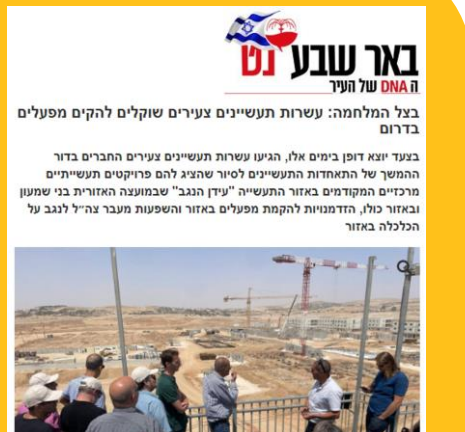 באר שבע נט
ה DNA של העיר
בצל המלחמה: עשרות תעשיינים צעירים שוקלים להקים מפעלים
בדרום
בצעד יוצא דופן בימים אלו, הגיעו עשרות תעשיינים צעירים החברים בדור
ההמשך של התאחדות התעשיינים לסיור שהציג להם פרויקטים תעשייתיים
מרכזיים המקודמים באזור התעשייה "עידן הנגב" שבמועצה האזורית בני שמעון
ובאזור כולו, הזדמנויות להקמת מפעלים באזור והשפעות מעבר צה״ל לנגב על
הכלכלה באזור